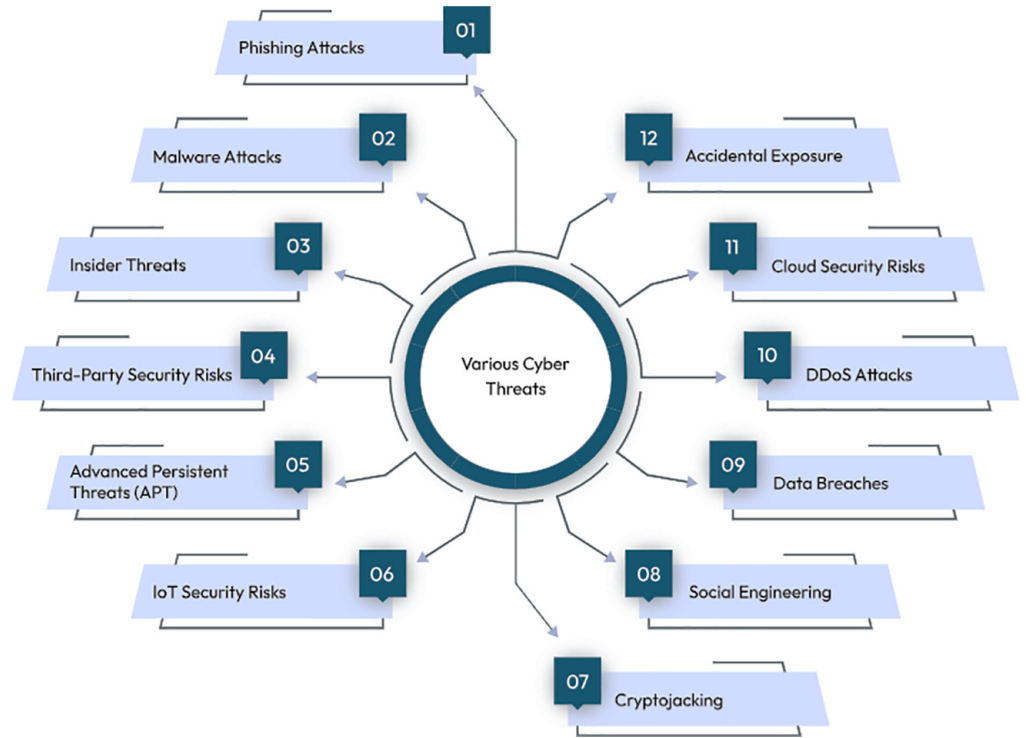 01
Phishing Attacks
02
Malware Attacks
03
Insider Threats
04
Third-Party Security Risks
05
Advanced Persistent
Threats (APT)
06
IoT Security Risks
07
Cryptojacking
08
Social Engineering
09
Data Breaches
10
DDoS Attacks
11
Cloud Security Risks
12
Accidental Exposure
Various Cyber
Threats